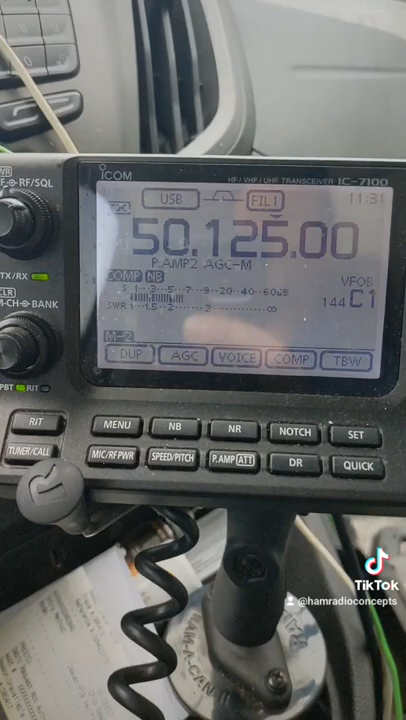 ICOM
HF/VHF/UHF TRANSCEIVER IC-7100
PWR
AF RF/SQL
USB FIL1 11:31
50.125.00
P.AMP2 AGC-M
TX/RX
COMP NB
VFOB
S 1··3··5··7··9··20··40··60dB
144 C1
SWR 1··1.5··2····3····∞
CLR
M-CH BANK
M-2
DUP AGC VOICE COMP TBW
PBT RIT
RIT MENU NB NR NOTCH SET
TUNER/CALL MIC/RF PWR SPEED/PITCH P.AMP ATT DR QUICK
TikTok
@hamradioconcepts
RAM